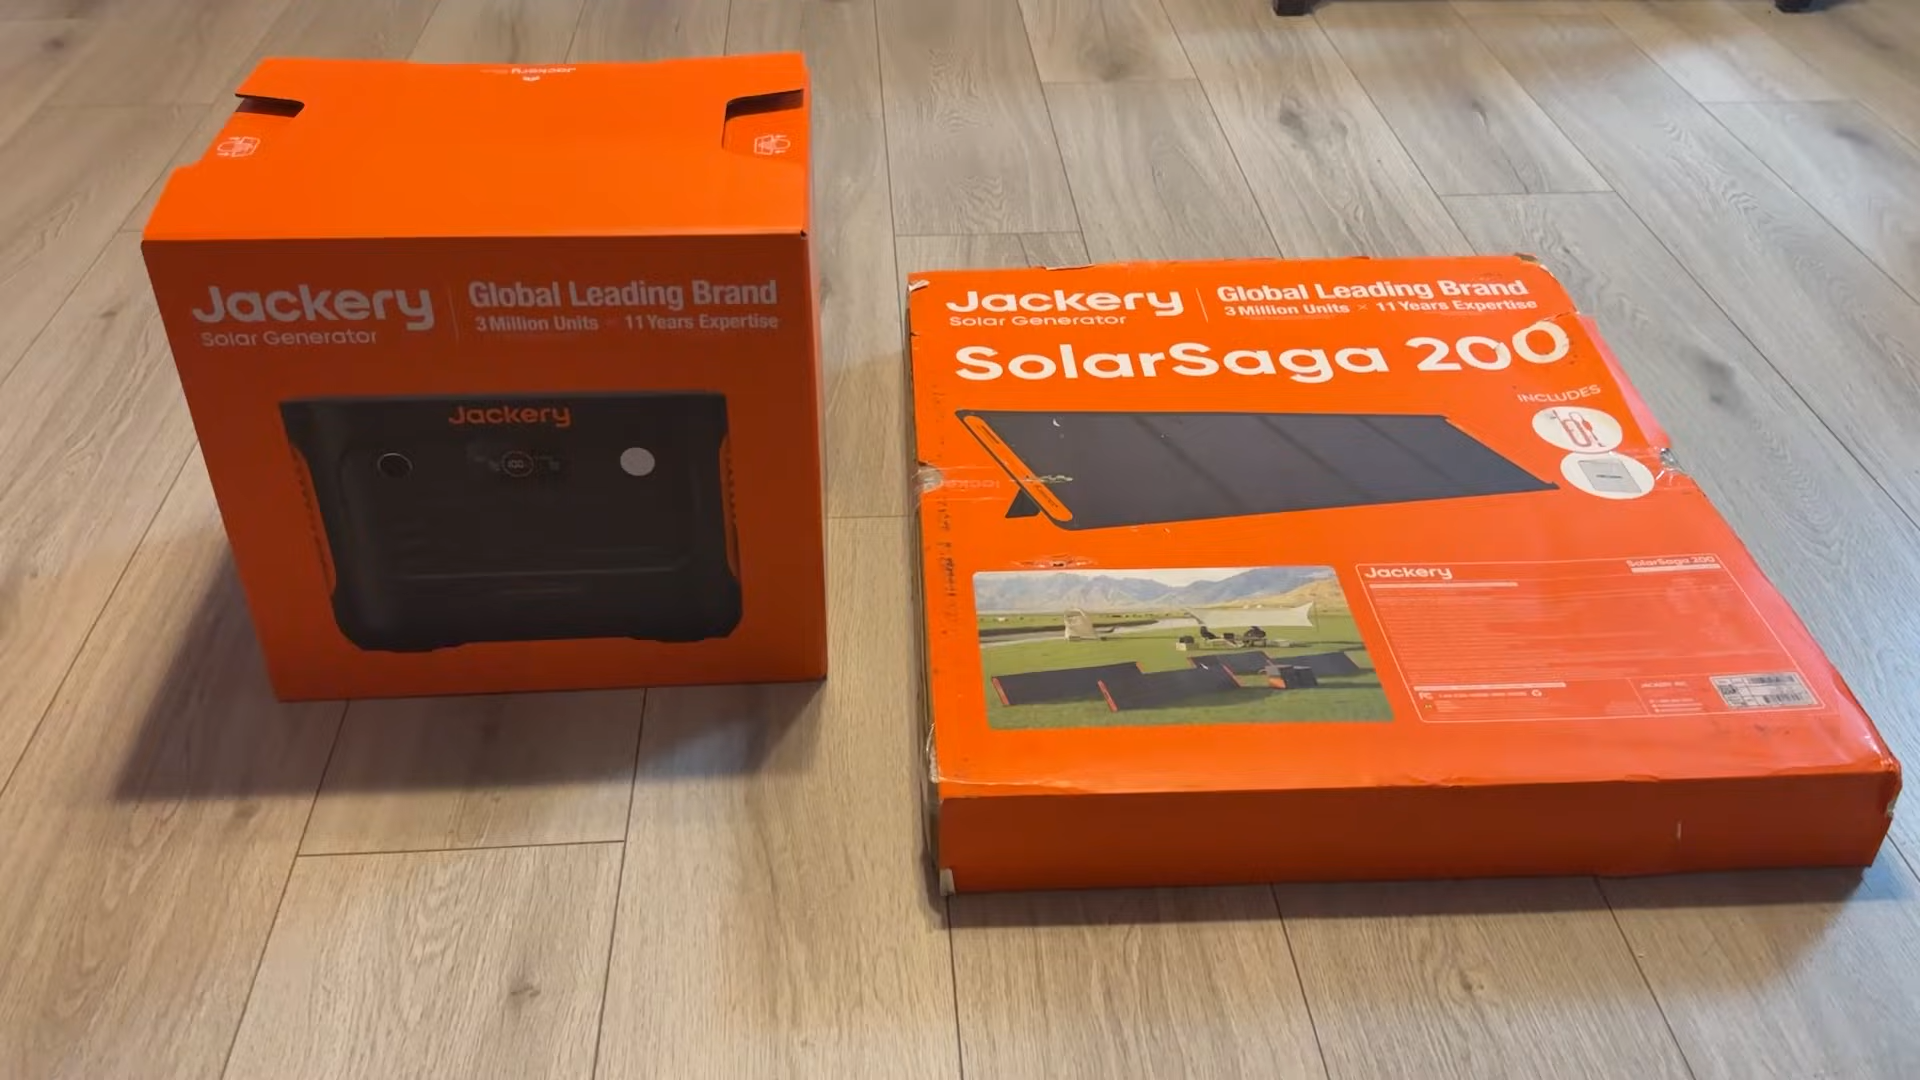 Jackery
Solar Generator
Global Leading Brand
3 Million Units 11 Years Expertise
Jackery
100
Jackery
Solar Generator
Global Leading Brand
3 Million Units × 11 Years Expertise
SolarSaga 200
INCLUDES
Jackery
SolarSaga 200